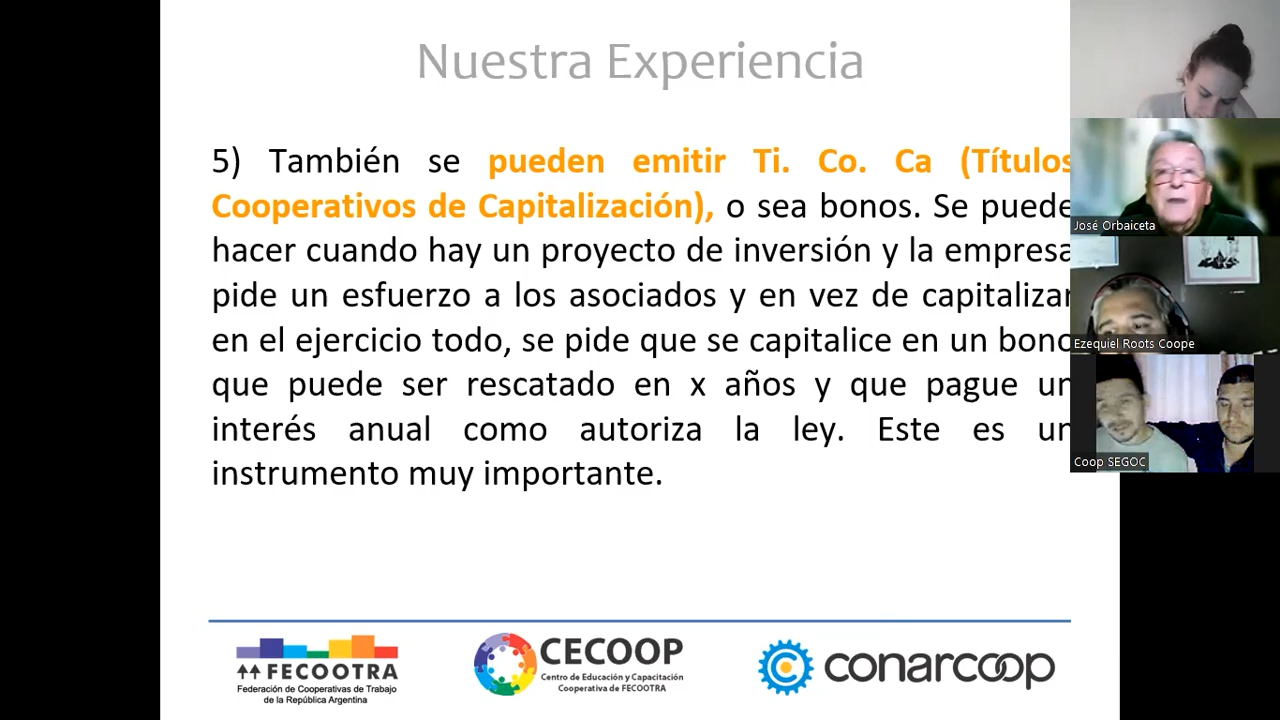 Nuestra Experiencia
5) También se pueden emitir Ti. Co. Ca (Títulos
Cooperativos de Capitalización), o sea bonos. Se puede
hacer cuando hay un proyecto de inversión y la empresa
pide un esfuerzo a los asociados y en vez de capitalizar
en el ejercicio todo, se pide que se capitalice en un bono
que puede ser rescatado en x años y que pague un
interés anual como autoriza la ley. Este es un
instrumento muy importante.
José Orbaiceta
Ezequiel Roots Coope
Coop SEGOC
FECOOTRA
Federación de Cooperativas de Trabajo
de la República Argentina
CECOOP
Centro de Educación y Capacitación
Cooperativa de FECOOTRA
conarcoop